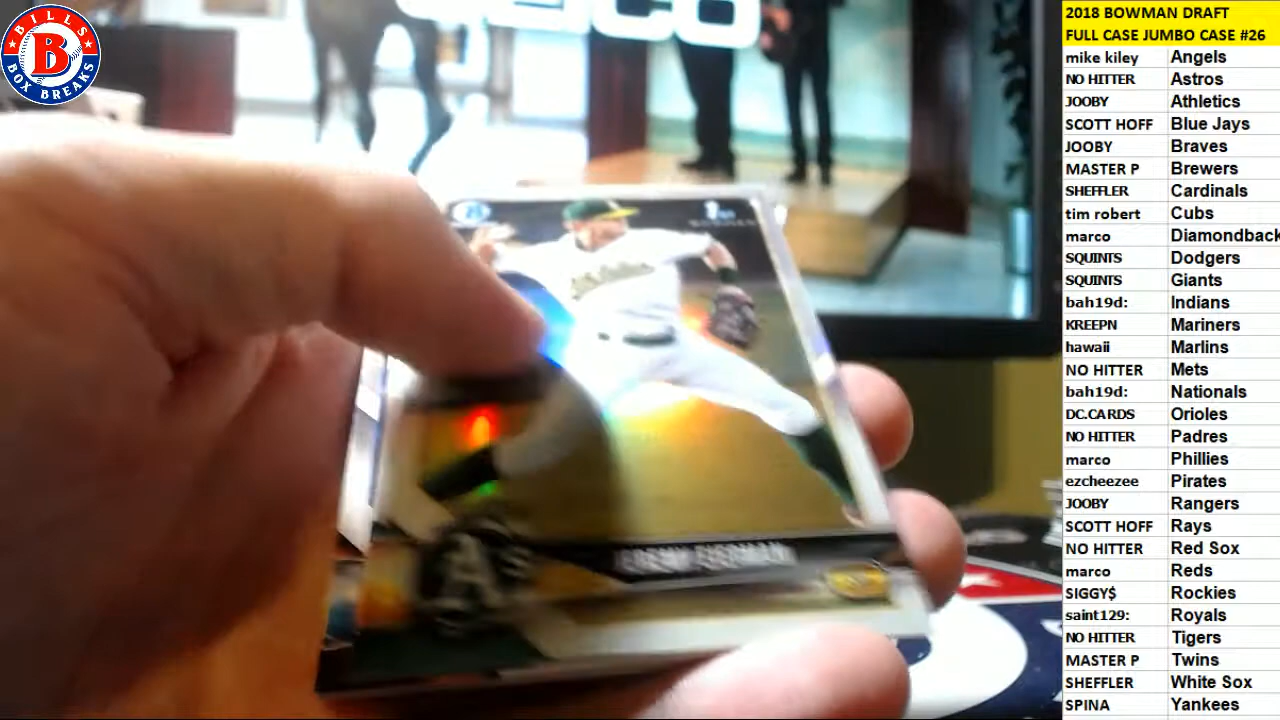 BILLS
B
BOX BREAKS
2018 BOWMAN DRAFT
FULL CASE JUMBO CASE #26
mike kiley Angels
NO HITTER Astros
JOOBY Athletics
SCOTT HOFF Blue Jays
JOOBY Braves
MASTER P Brewers
SHEFFLER Cardinals
tim robert Cubs
marco Diamondback
SQUINTS Dodgers
SQUINTS Giants
bah19d: Indians
KREEPN Mariners
hawaii Marlins
NO HITTER Mets
bah19d: Nationals
DC.CARDS Orioles
NO HITTER Padres
marco Phillies
ezcheezee Pirates
JOOBY Rangers
SCOTT HOFF Rays
NO HITTER Red Sox
marco Reds
SIGGY$ Rockies
saint129: Royals
NO HITTER Tigers
MASTER P Twins
SHEFFLER White Sox
SPINA Yankees
A's